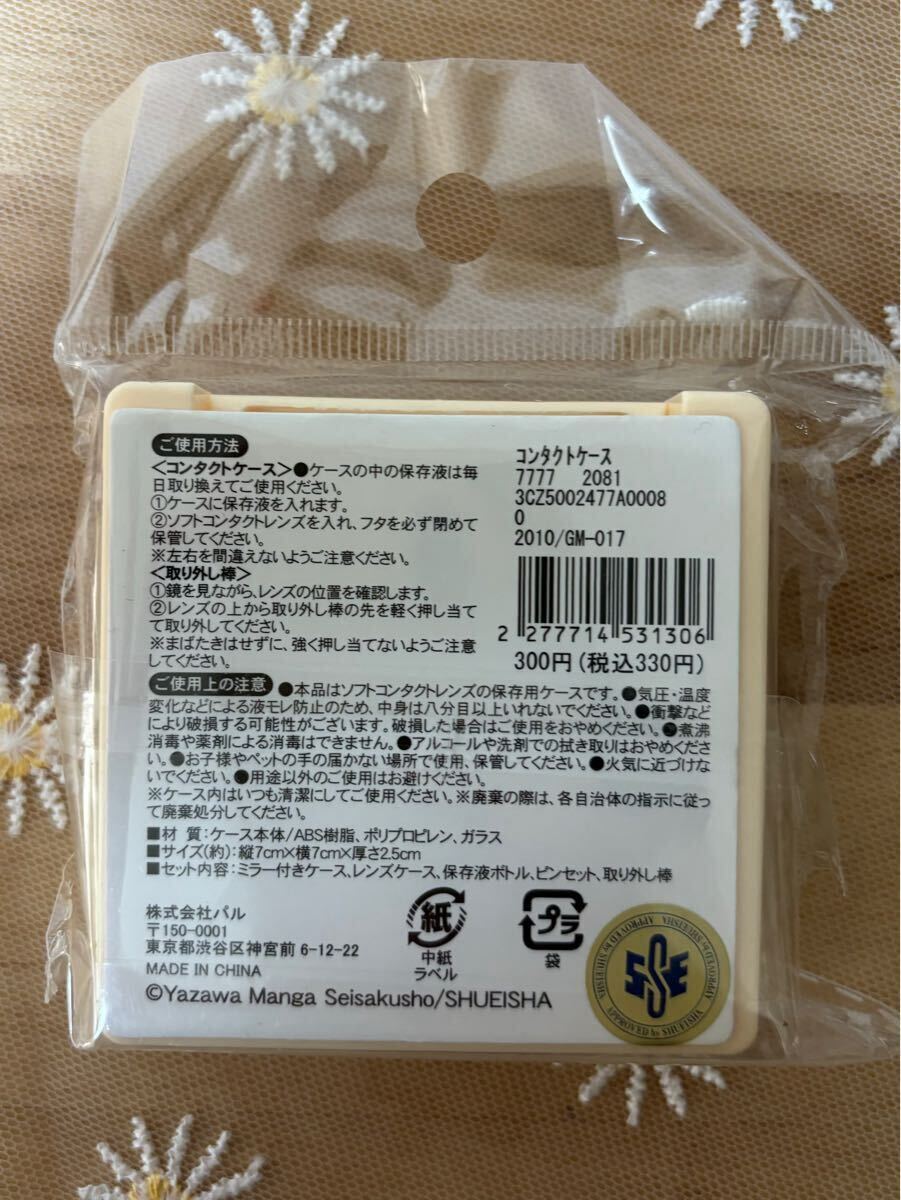 ご使用方法
<コンタクトケース>●ケースの中の保存液は毎
日取り換えてご使用ください。
①ケースに保存液を入れます。
②ソフトコンタクトレンズを入れ、フタを必ず閉めて
保管してください。
※左右を間違えないようご注意ください。
<取り外し棒>
①鏡を見ながら、レンズの位置を確認します。
②レンズの上から取り外し棒の先を軽く押し当て
て取り外してください。
※まばたきはせずに、強く押し当てないようご注意
してください。
コンタクトケース
7777 2081
3CZ5002477A0008
0
2010/GM-017
2 277714 531306
300円(税込330円)
ご使用上の注意 ●本品はソフトコンタクトレンズの保存用ケースです。●気圧・温度
変化などによる液モレ防止のため、中身は八分目以上いれないでください。●衝撃などに
より破損する可能性がございます。破損した場合はご使用をおやめください。●煮沸
消毒や薬剤による消毒はできません。●アルコールや洗剤での拭き取りはおやめくださ
い。●お子様やペットの手の届かない場所で使用、保管してください。●火気に近づけな
いでください。●用途以外のご使用はお避けください。
※ケース内はいつも清潔にしてご使用ください。※廃棄の際は、各自治体の指示に従っ
て廃棄処分してください。
■材 質:ケース本体/ABS樹脂、ポリプロピレン、ガラス
■サイズ(約):縦7cm×横7cm×厚さ2.5cm
■セット内容:ミラー付きケース、レンズケース、保存液ボトル、ピンセット、取り外し棒
株式会社パル
〒150-0001
東京都渋谷区神宮前 6-12-22
MADE IN CHINA
©Yazawa Manga Seisakusho/SHUEISHA
紙
中紙
ラベル
プラ
袋
SSE
APPROVED by SHUEISHA
APPROVED by SHUEISHA
APPROVED by SHUEISHA